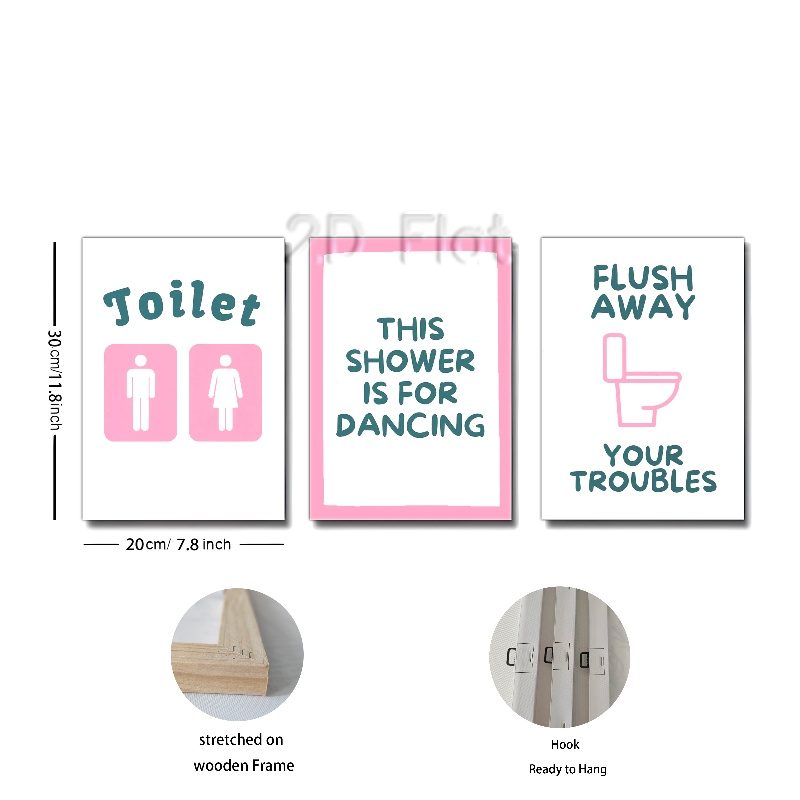 2D Flat
Toilet
THIS
SHOWER
IS FOR
DANCING
FLUSH
AWAY
YOUR
TROUBLES
30cm/11.8inch
20cm/ 7.8 inch
stretched on
wooden Frame
Hook
Ready to Hang